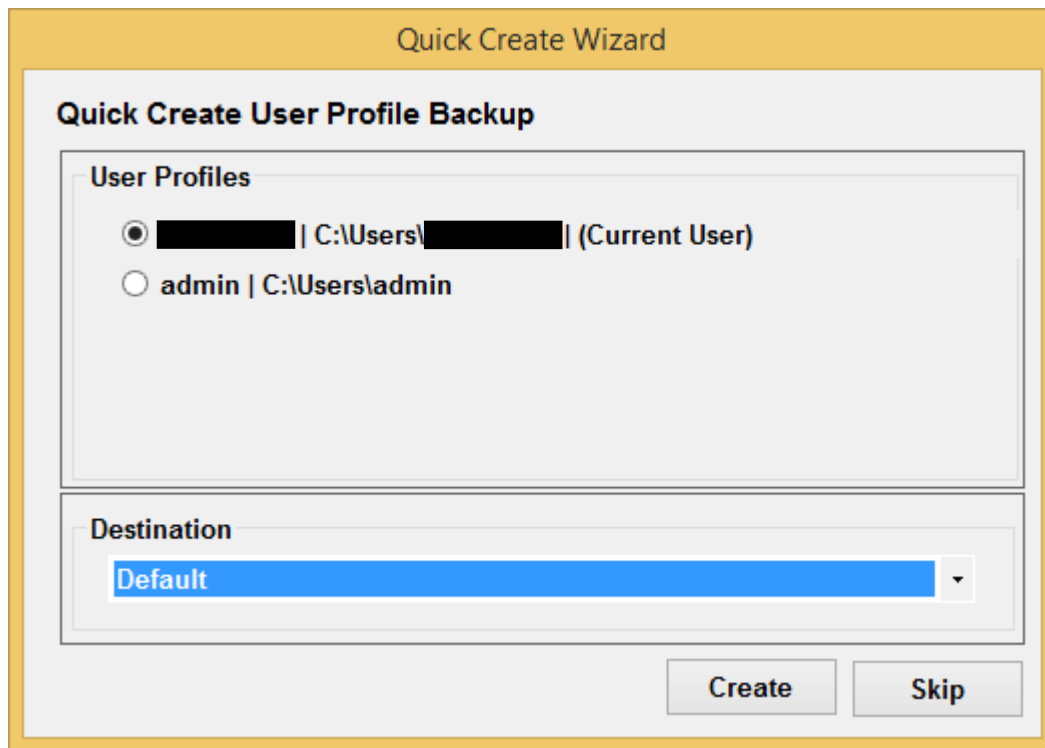 Quick Create Wizard
Quick Create User Profile Backup
User Profiles
| C:\Users\ | (Current User)
admin | C:\Users\admin
Destination
Default
Create
Skip